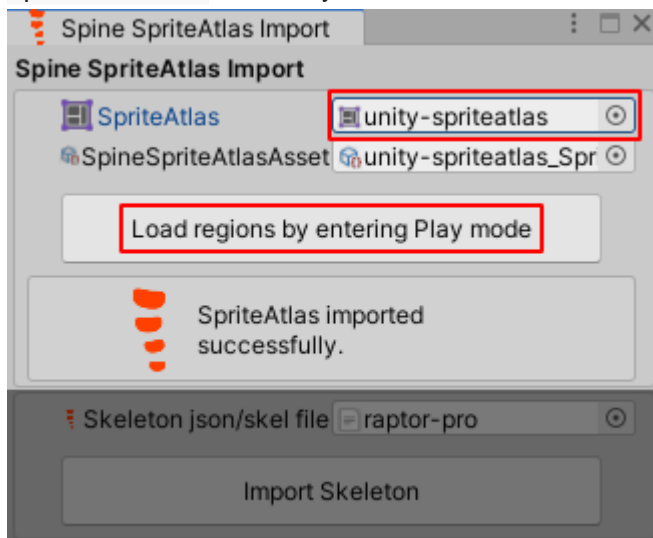 Spine SpriteAtlas Import
Spine SpriteAtlas Import
SpriteAtlas unity-spriteatlas
SpineSpriteAtlasAsset unity-spriteatlas_Spr
Load regions by entering Play mode
SpriteAtlas imported
successfully.
Skeleton json/skel file raptor-pro
Import Skeleton